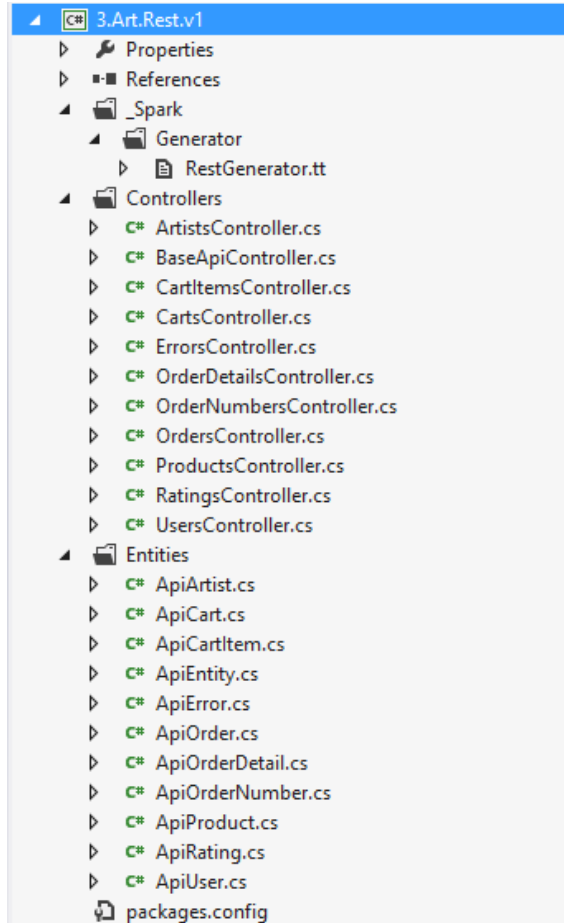 C# 3.Art.Rest.v1
Properties
References
_Spark
Generator
RestGenerator.tt
Controllers
C# ArtistsController.cs
C# BaseApiController.cs
C# CartItemsController.cs
C# CartsController.cs
C# ErrorsController.cs
C# OrderDetailsController.cs
C# OrderNumbersController.cs
C# OrdersController.cs
C# ProductsController.cs
C# RatingsController.cs
C# UsersController.cs
Entities
C# ApiArtist.cs
C# ApiCart.cs
C# ApiCartItem.cs
C# ApiEntity.cs
C# ApiError.cs
C# ApiOrder.cs
C# ApiOrderDetail.cs
C# ApiOrderNumber.cs
C# ApiProduct.cs
C# ApiRating.cs
C# ApiUser.cs
packages.config